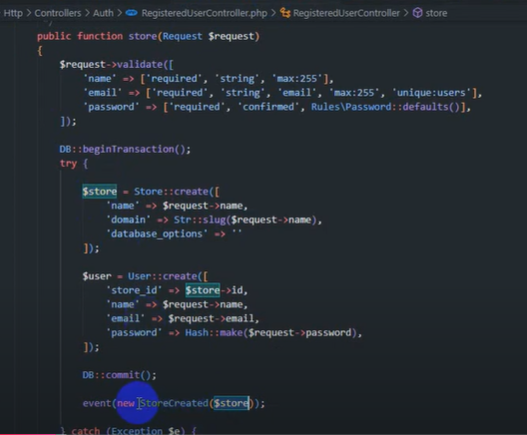 Http > Controllers > Auth > RegisteredUserController.php > RegisteredUserController > store
public function store(Request $request)
{
$request->validate([
'name' => ['required', 'string', 'max:255'],
'email' => ['required', 'string', 'email', 'max:255', 'unique:users'],
'password' => ['required', 'confirmed', Rules\Password::defaults()],
]);
DB::beginTransaction();
try {
$store = Store::create([
'name' => $request->name,
'domain' => Str::slug($request->name),
'database_options' => ''
]);
$user = User::create([
'store_id' => $store->id,
'name' => $request->name,
'email' => $request->email,
'password' => Hash::make($request->password),
]);
DB::commit();
event(new StoreCreated($store));
} catch (Exception $e) {